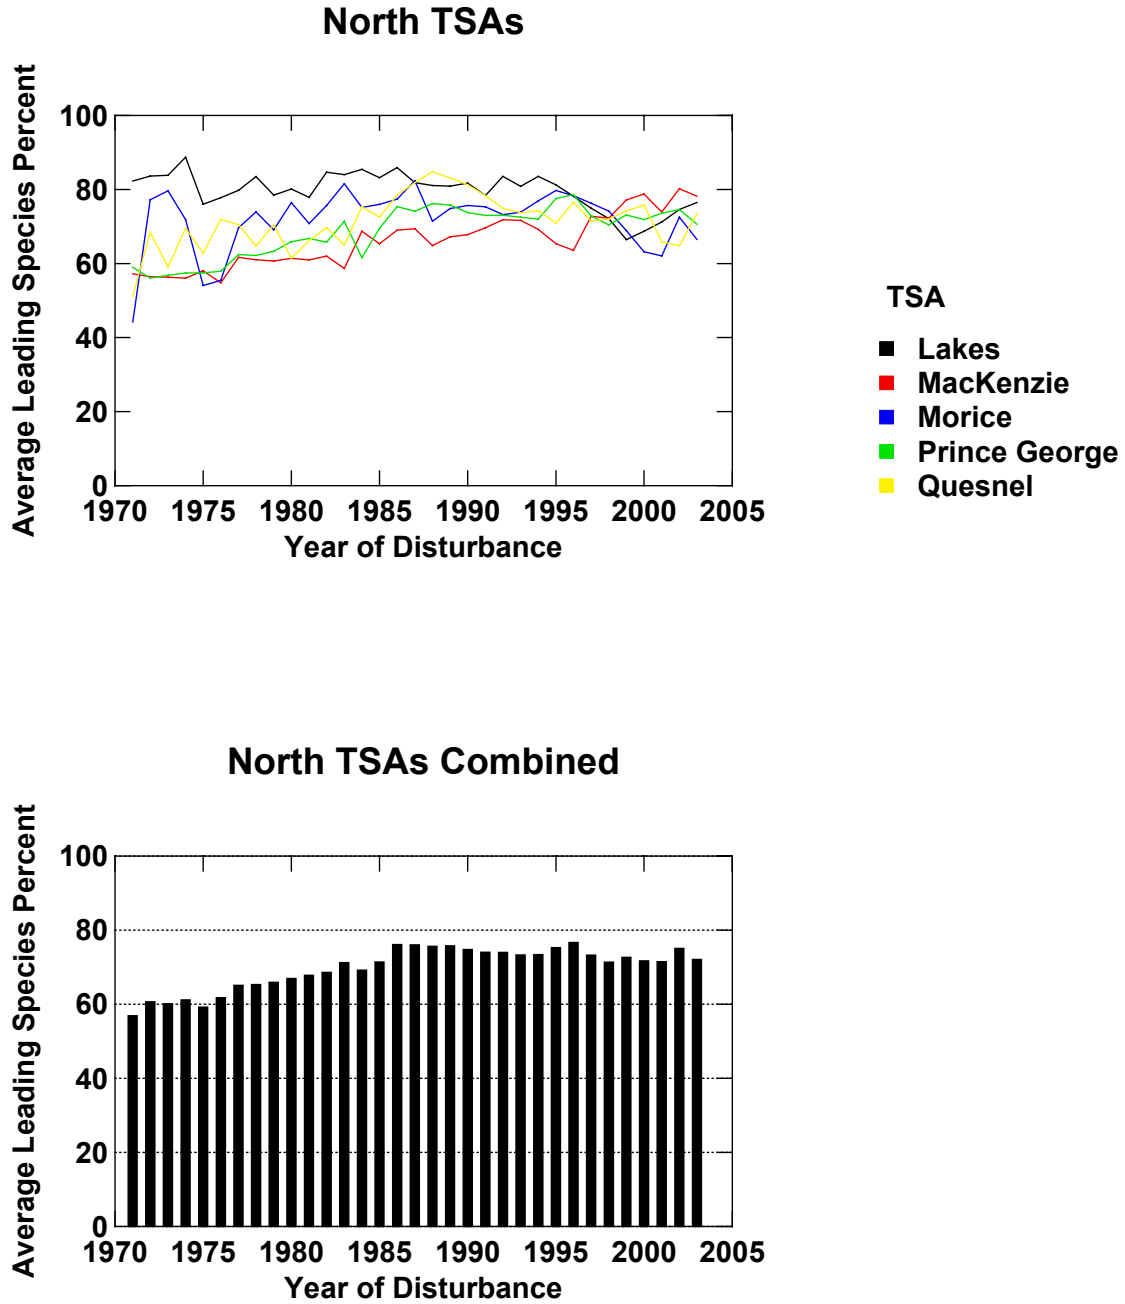 North TSAs
Average Leading Species Percent
100
80
60
40
20
0
1970 1975 1980 1985 1990 1995 2000 2005
Year of Disturbance
TSA
Lakes
MacKenzie
Morice
Prince George
Quesnel
North TSAs Combined
Average Leading Species Percent
100
80
60
40
20
0
1970 1975 1980 1985 1990 1995 2000 2005
Year of Disturbance